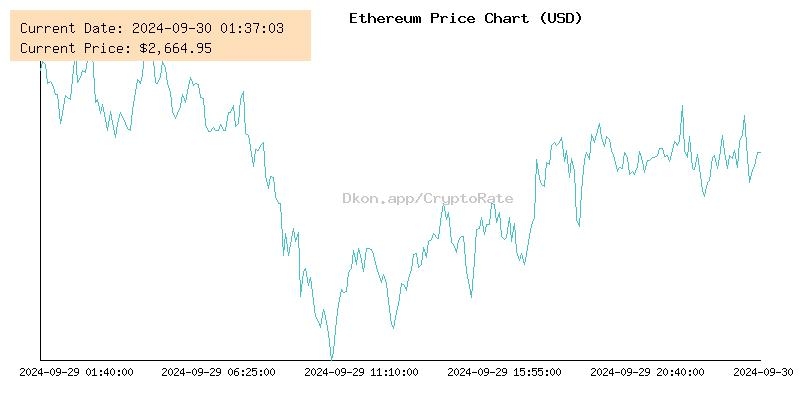 Ethereum Price Chart (USD)
Current Date: 2024-09-30 01:37:03
Current Price: $2,664.95
Dkon.app/CryptoRate
2024-09-29 01:40:00 2024-09-29 06:25:00 2024-09-29 11:10:00 2024-09-29 15:55:00 2024-09-29 20:40:00 2024-09-30